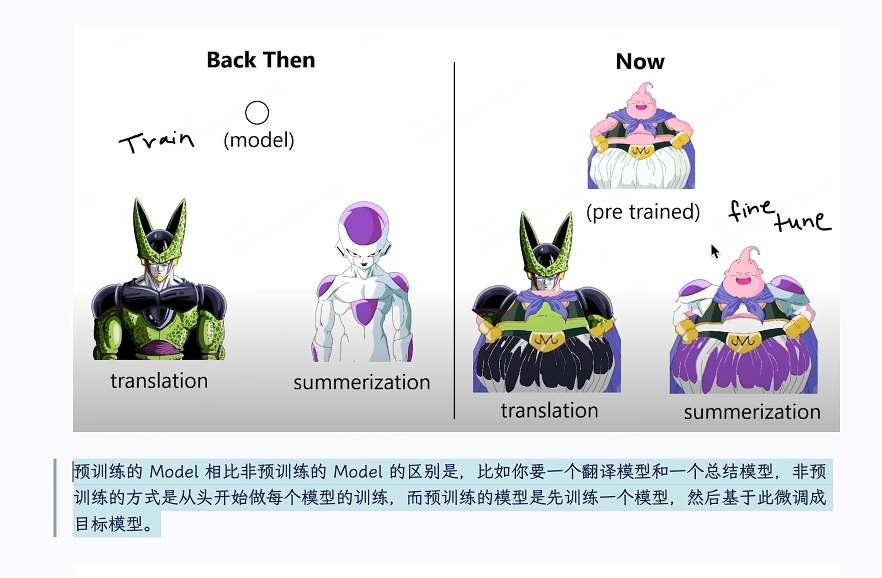 Back Then
Now
Train
(model)
(pre trained)
fine tune
translation
summerization
translation
summerization
预训练的 Model 相比非预训练的 Model 的区别是，比如你要一个翻译模型和一个总结模型，非预
训练的方式是从头开始做每个模型的训练，而预训练的模型是先训练一个模型，然后基于此微调成
目标模型。